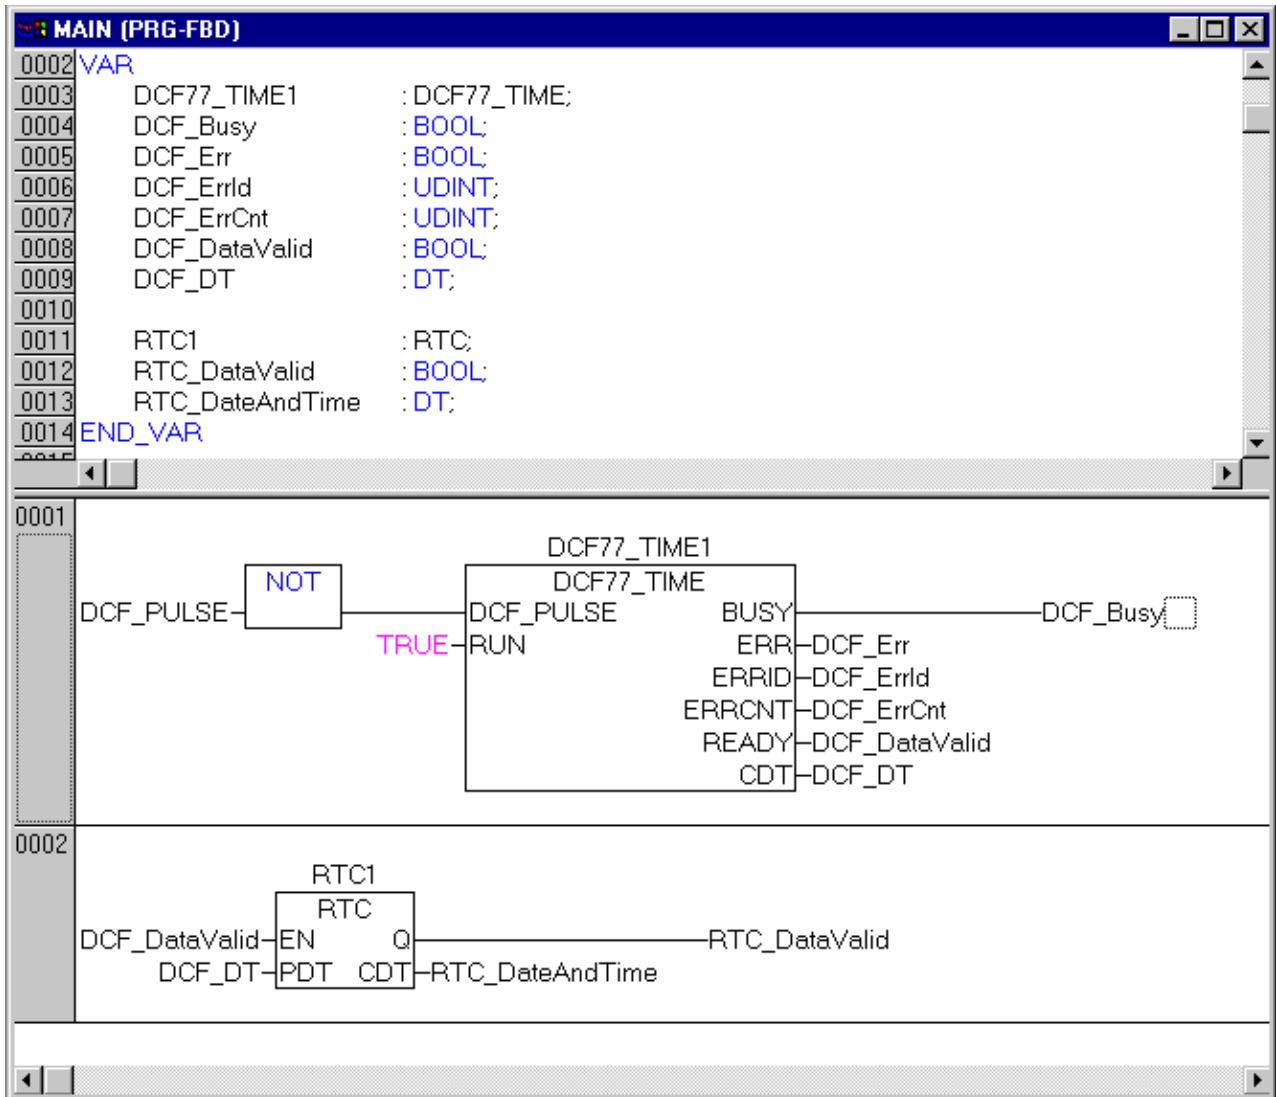 MAIN (PRG-FBD)
0002 VAR
0003 DCF77_TIME1 : DCF77_TIME;
0004 DCF_Busy : BOOL;
0005 DCF_Err : BOOL;
0006 DCF_ErrId : UDINT;
0007 DCF_ErrCnt : UDINT;
0008 DCF_DataValid : BOOL;
0009 DCF_DT : DT;
0010
0011 RTC1 : RTC;
0012 RTC_DataValid : BOOL;
0013 RTC_DateAndTime : DT;
0014 END_VAR
0015
0001
DCF77_TIME1
NOT DCF77_TIME
DCF_PULSE DCF_PULSE BUSY DCF_Busy
TRUE RUN ERR DCF_Err
ERRID DCF_ErrId
ERRCNT DCF_ErrCnt
READY DCF_DataValid
CDT DCF_DT
0002
RTC1
RTC
DCF_DataValid EN Q RTC_DataValid
DCF_DT PDT CDT RTC_DateAndTime